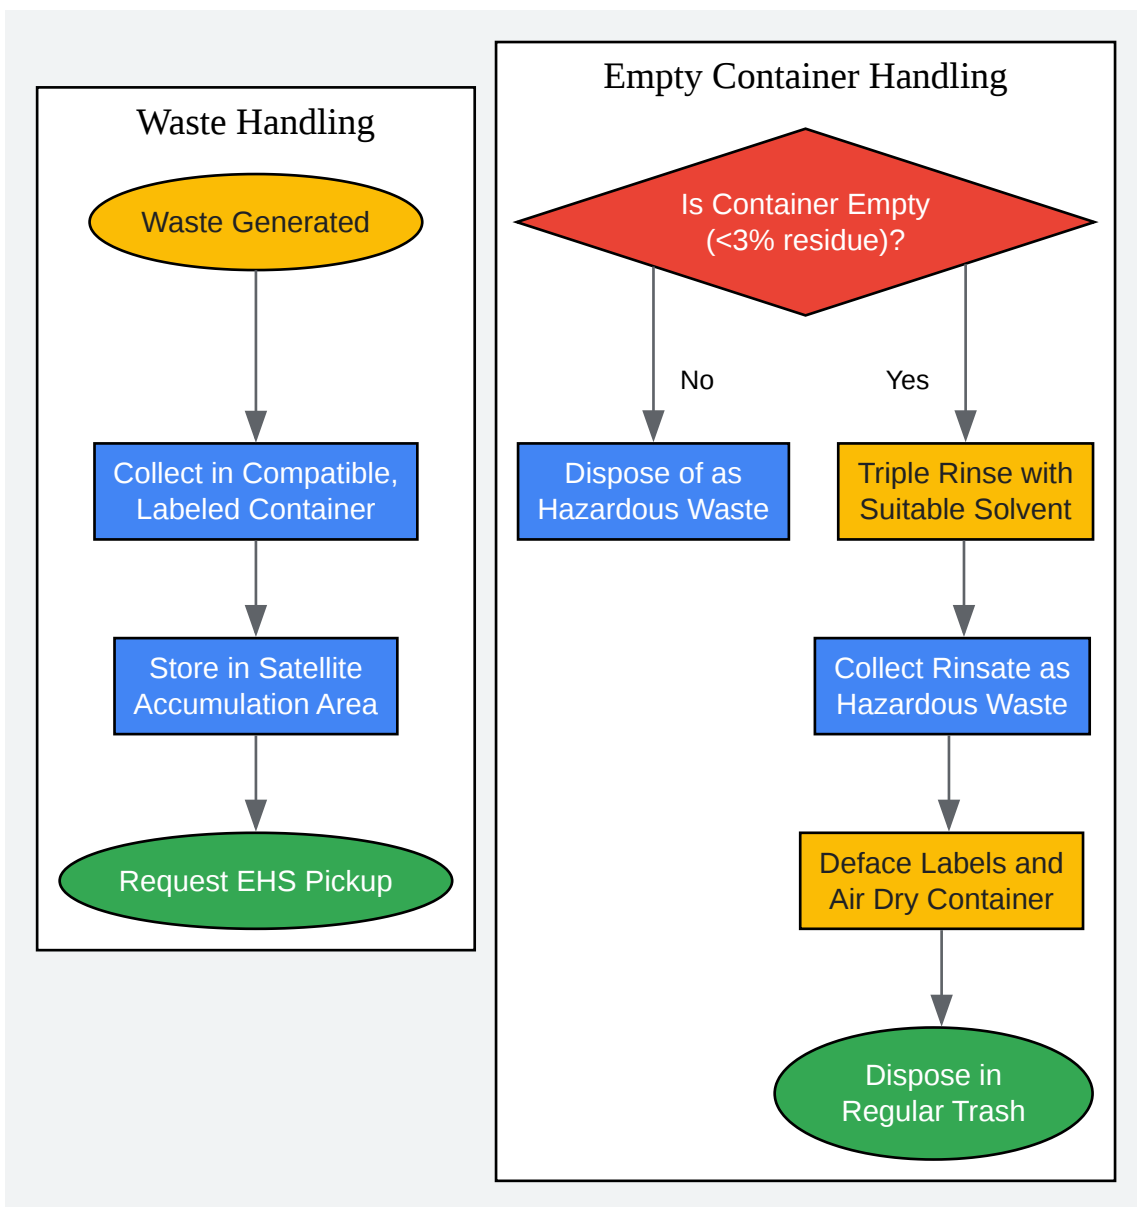 Waste Handling
Waste Generated
Collect in Compatible,
Labeled Container
Store in Satellite
Accumulation Area
Request EHS Pickup
Empty Container Handling
Is Container Empty
(<3% residue)?
No
Yes
Dispose of as
Hazardous Waste
Triple Rinse with
Suitable Solvent
Collect Rinsate as
Hazardous Waste
Deface Labels and
Air Dry Container
Dispose in
Regular Trash